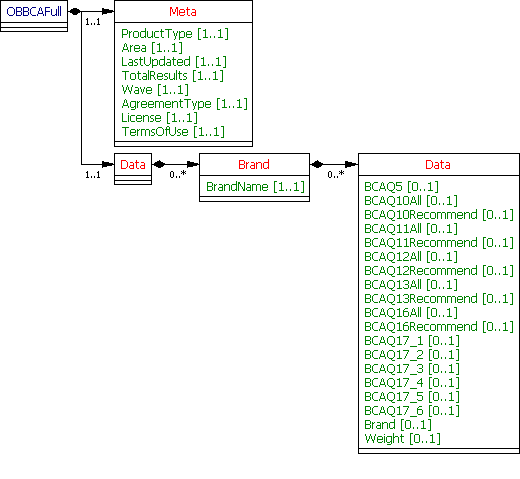 OBBCAFull
1..1
Meta
ProductType [1..1]
Area [1..1]
LastUpdated [1..1]
TotalResults [1..1]
Wave [1..1]
AgreementType [1..1]
License [1..1]
TermsOfUse [1..1]
1..1
Data
0..*
Brand
BrandName [1..1]
0..*
Data
BCAQ5 [0..1]
BCAQ10All [0..1]
BCAQ10Recommend [0..1]
BCAQ11All [0..1]
BCAQ11Recommend [0..1]
BCAQ12All [0..1]
BCAQ12Recommend [0..1]
BCAQ13All [0..1]
BCAQ13Recommend [0..1]
BCAQ16All [0..1]
BCAQ16Recommend [0..1]
BCAQ17_1 [0..1]
BCAQ17_2 [0..1]
BCAQ17_3 [0..1]
BCAQ17_4 [0..1]
BCAQ17_5 [0..1]
BCAQ17_6 [0..1]
Brand [0..1]
Weight [0..1]